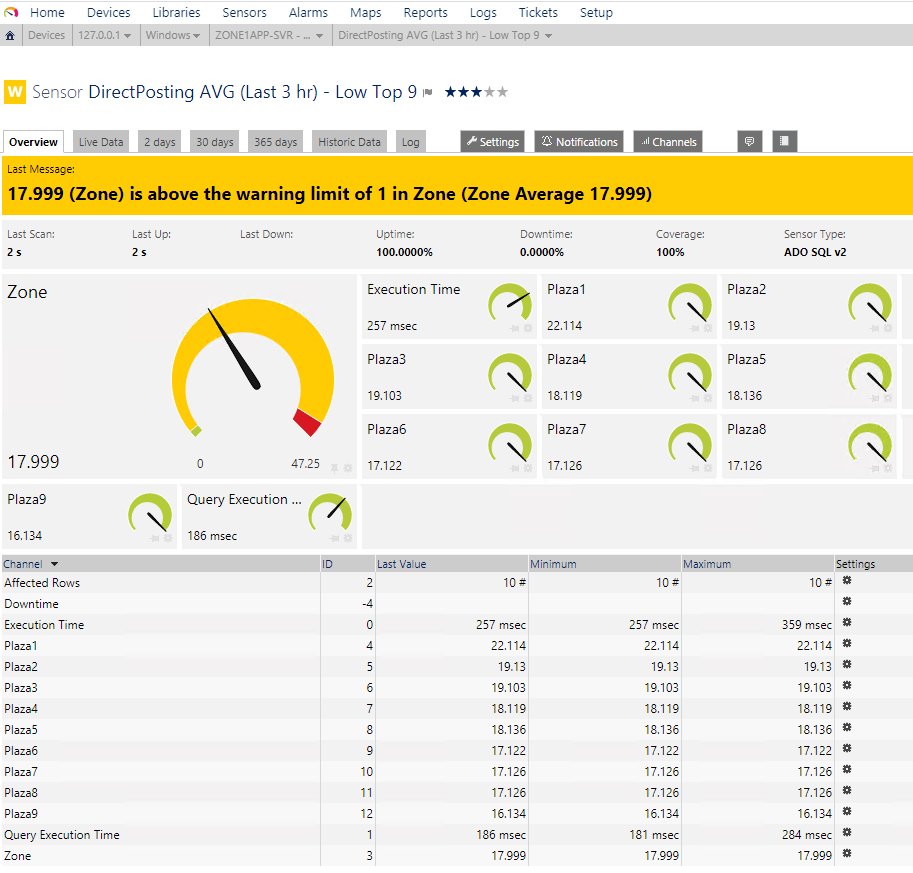 Home Devices Libraries Sensors Alarms Maps Reports Logs Tickets Setup
Devices 127.0.0.1 Windows ZONE1APP-SVR - ... DirectPosting AVG (Last 3 hr) - Low Top 9
W Sensor DirectPosting AVG (Last 3 hr) - Low Top 9
Overview Live Data 2 days 30 days 365 days Historic Data Log Settings Notifications Channels
Last Message:
17.999 (Zone) is above the warning limit of 1 in Zone (Zone Average 17.999)
Last Scan: Last Up: Last Down: Uptime: Downtime: Coverage: Sensor Type:
2 s 2 s 100.0000% 0.0000% 100% ADO SQL v2
Zone
17.999
0 47.25
Execution Time
257 msec
Plaza1
22.114
Plaza2
19.13
Plaza3
19.103
Plaza4
18.119
Plaza5
18.136
Plaza6
17.122
Plaza7
17.126
Plaza8
17.126
Plaza9
16.134
Query Execution ...
186 msec
Channel ID Last Value Minimum Maximum Settings
Affected Rows 2 10 # 10 # 10 #
Downtime -4
Execution Time 0 257 msec 257 msec 359 msec
Plaza1 4 22.114 22.114 22.114
Plaza2 5 19.13 19.13 19.13
Plaza3 6 19.103 19.103 19.103
Plaza4 7 18.119 18.119 18.119
Plaza5 8 18.136 18.136 18.136
Plaza6 9 17.122 17.122 17.122
Plaza7 10 17.126 17.126 17.126
Plaza8 11 17.126 17.126 17.126
Plaza9 12 16.134 16.134 16.134
Query Execution Time 1 186 msec 181 msec 284 msec
Zone 3 17.999 17.999 17.999